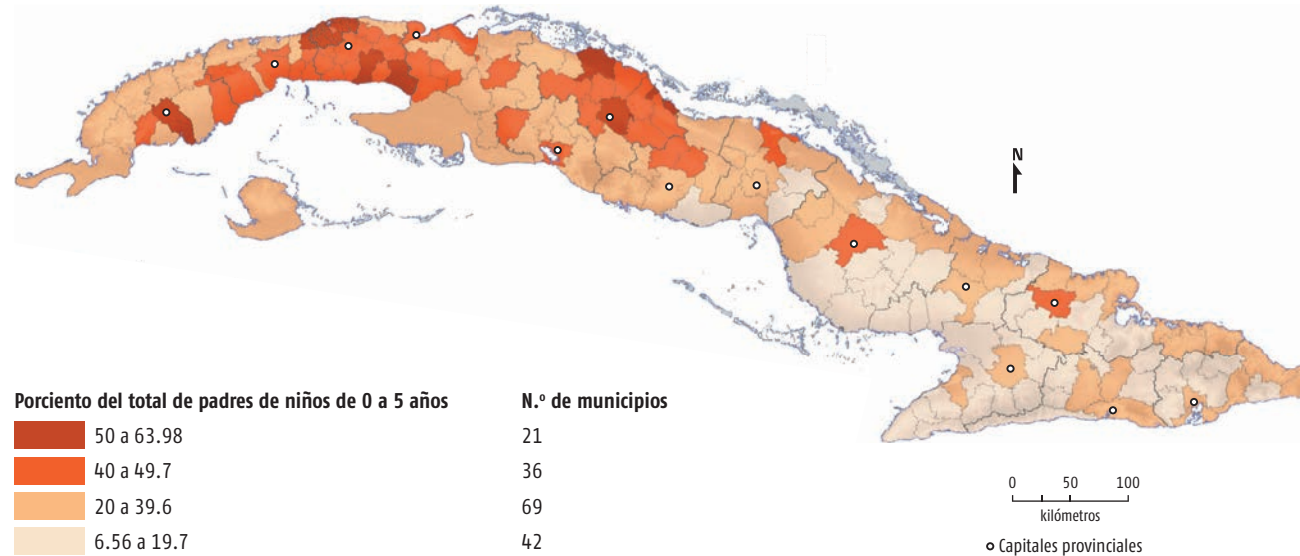 N
Porciento del total de padres de niños de 0 a 5 años N.º de municipios
50 a 63.98 21
40 a 49.7 36
20 a 39.6 69
6.56 a 19.7 42
0 50 100
kilómetros
Capitales provinciales